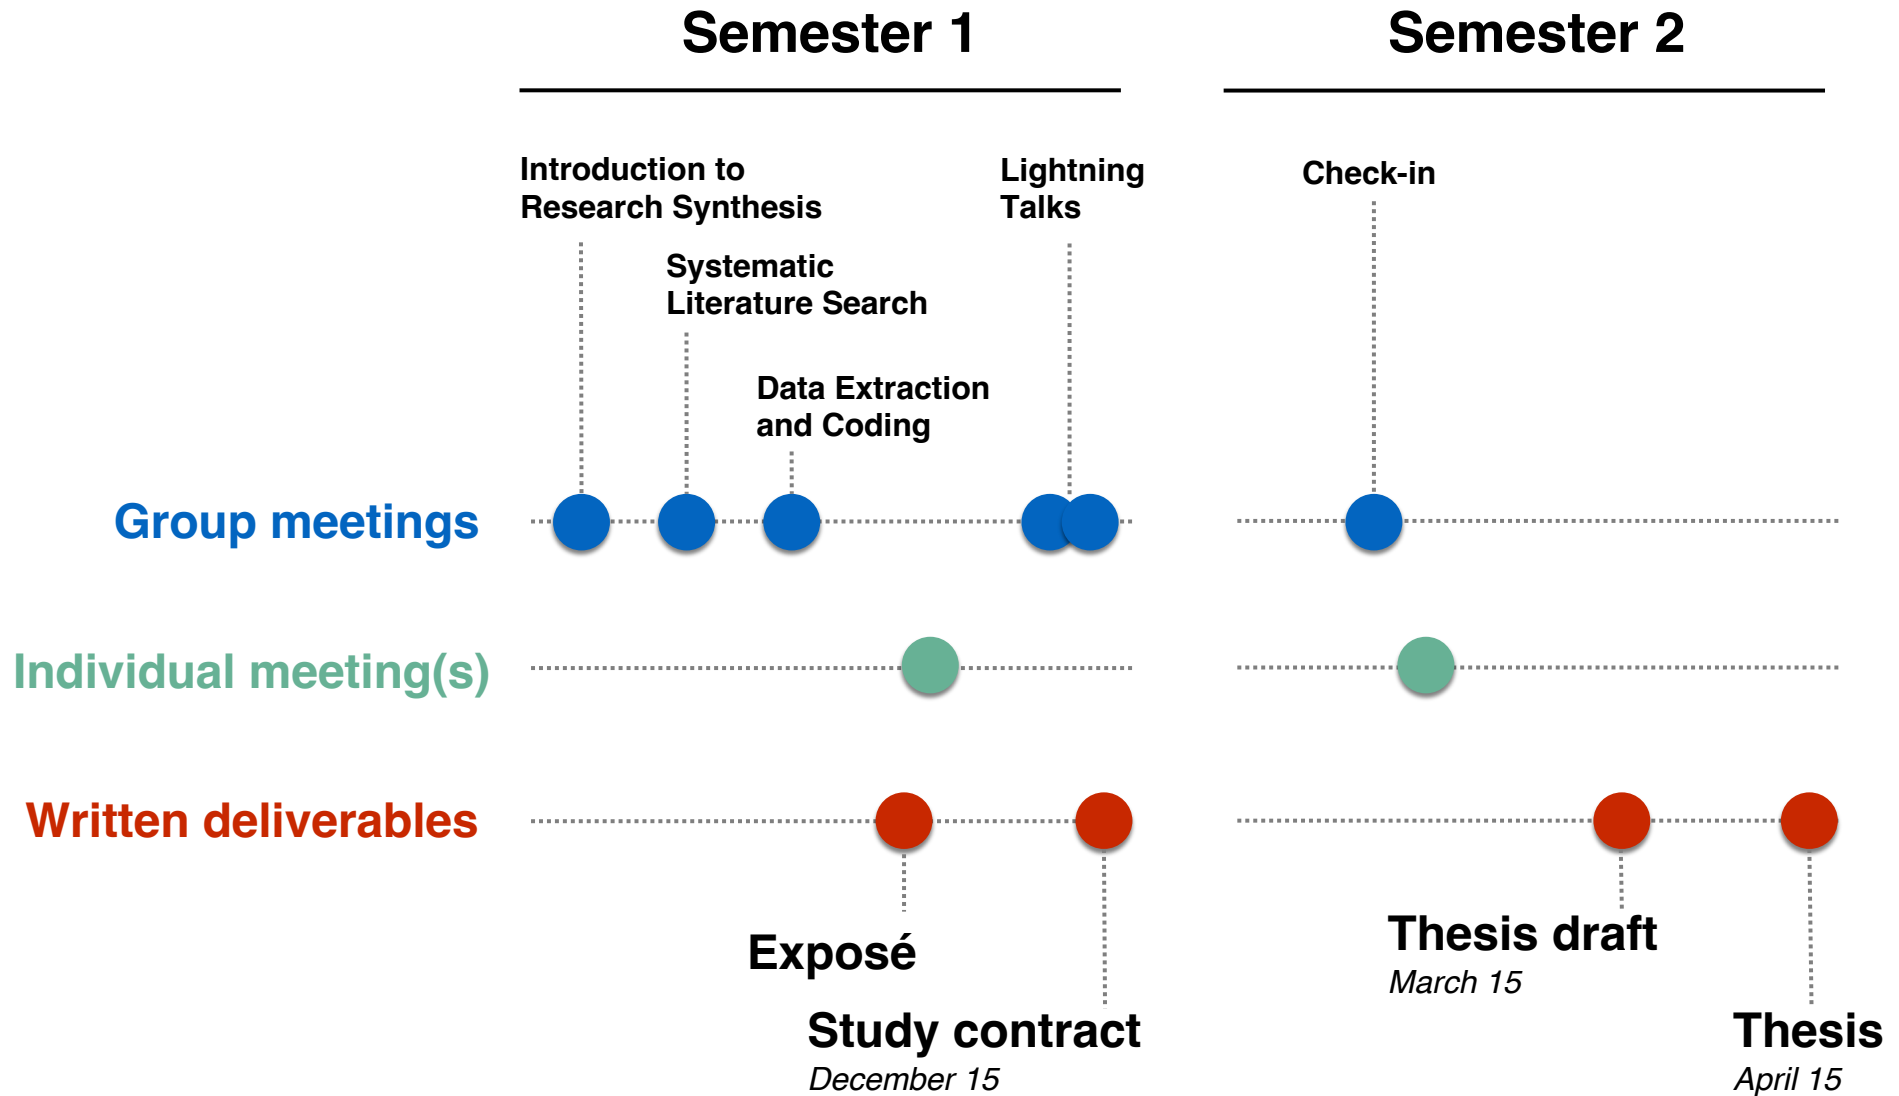 Semester 1
Semester 2
Introduction to
Research Synthesis
Lightning
Talks
Check-in
Systematic
Literature Search
Data Extraction
and Coding
Group meetings
Individual meeting(s)
Written deliverables
Exposé
Thesis draft
March 15
Study contract
December 15
Thesis
April 15